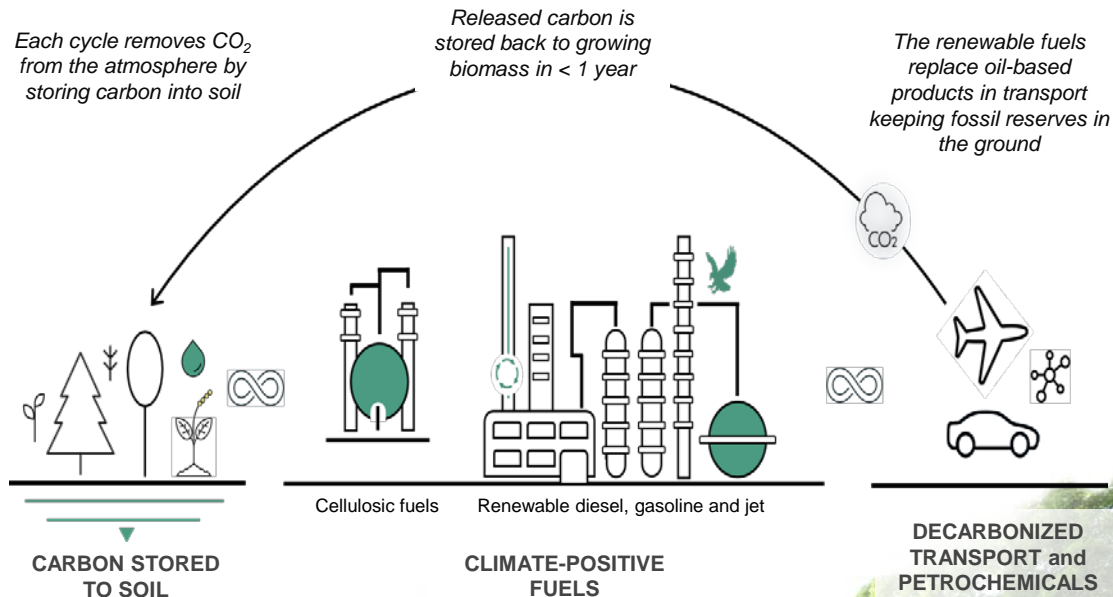 Each cycle removes CO₂
from the atmosphere by
storing carbon into soil
Released carbon is
stored back to growing
biomass in < 1 year
The renewable fuels
replace oil-based
products in transport
keeping fossil reserves in
the ground
CO₂
Cellulosic fuels
Renewable diesel, gasoline and jet
CARBON STORED
TO SOIL
CLIMATE-POSITIVE
FUELS
DECARBONIZED
TRANSPORT and
PETROCHEMICALS